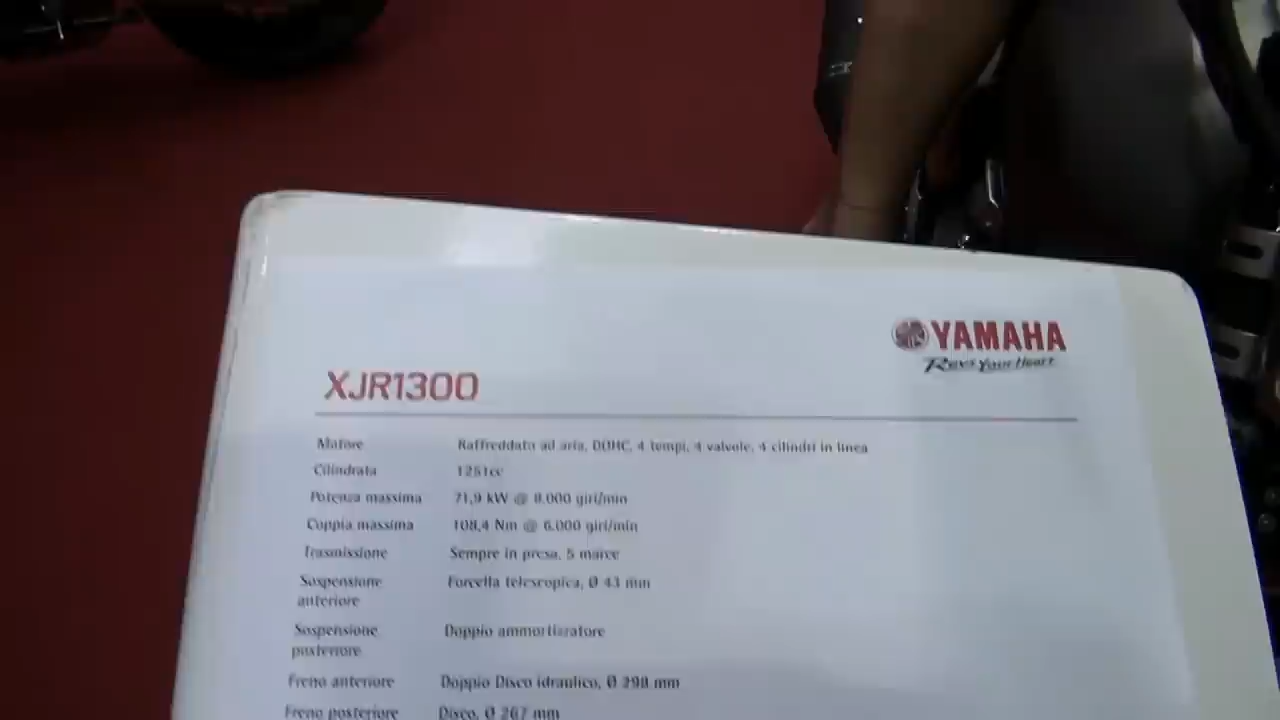 YAMAHA
Revs Your Heart
XJR1300
Motore Raffreddato ad aria, DOHC, 4 tempi, 4 valvole, 4 cilindri in linea
Cilindrata 1251cc
Potenza massima 71,9 kW @ 8.000 giri/min
Coppia massima 108,4 Nm @ 6.000 giri/min
Trasmissione Sempre in presa, 5 marce
Sospensione anteriore Forcella telescopica, Ø 43 mm
Sospensione posteriore Doppio ammortizzatore
Freno anteriore Doppio Disco idraulico, Ø 298 mm
Freno posteriore Disco, Ø 267 mm